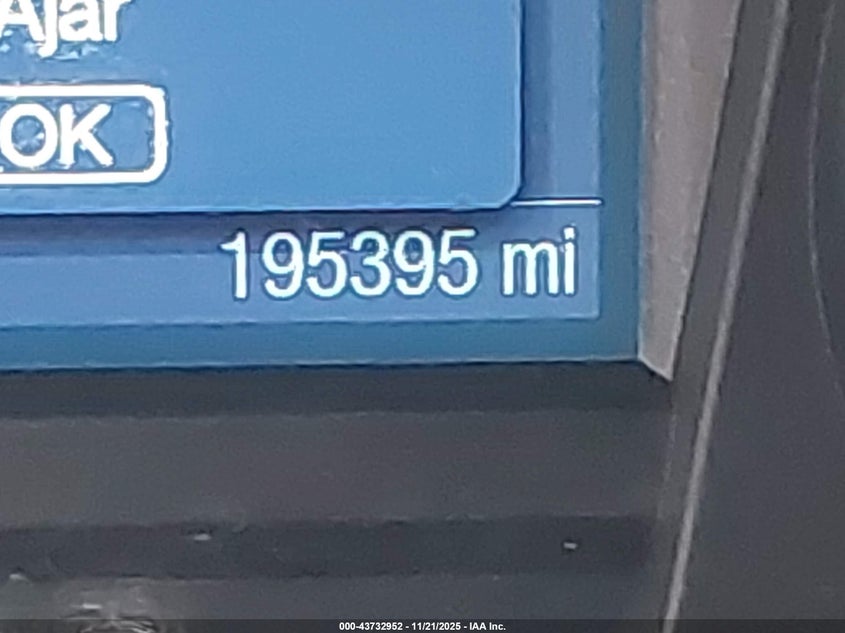 Ajar
OK
195395 mi
000-43732952 - 11/21/2025 - IAA Inc.